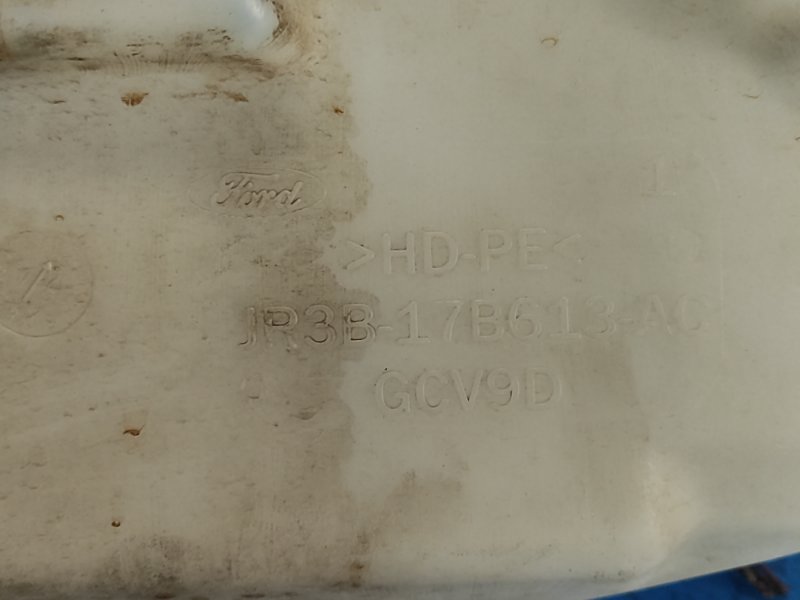 Ford
>HD-PE<
JR3B-17B613-AC
GCV9D